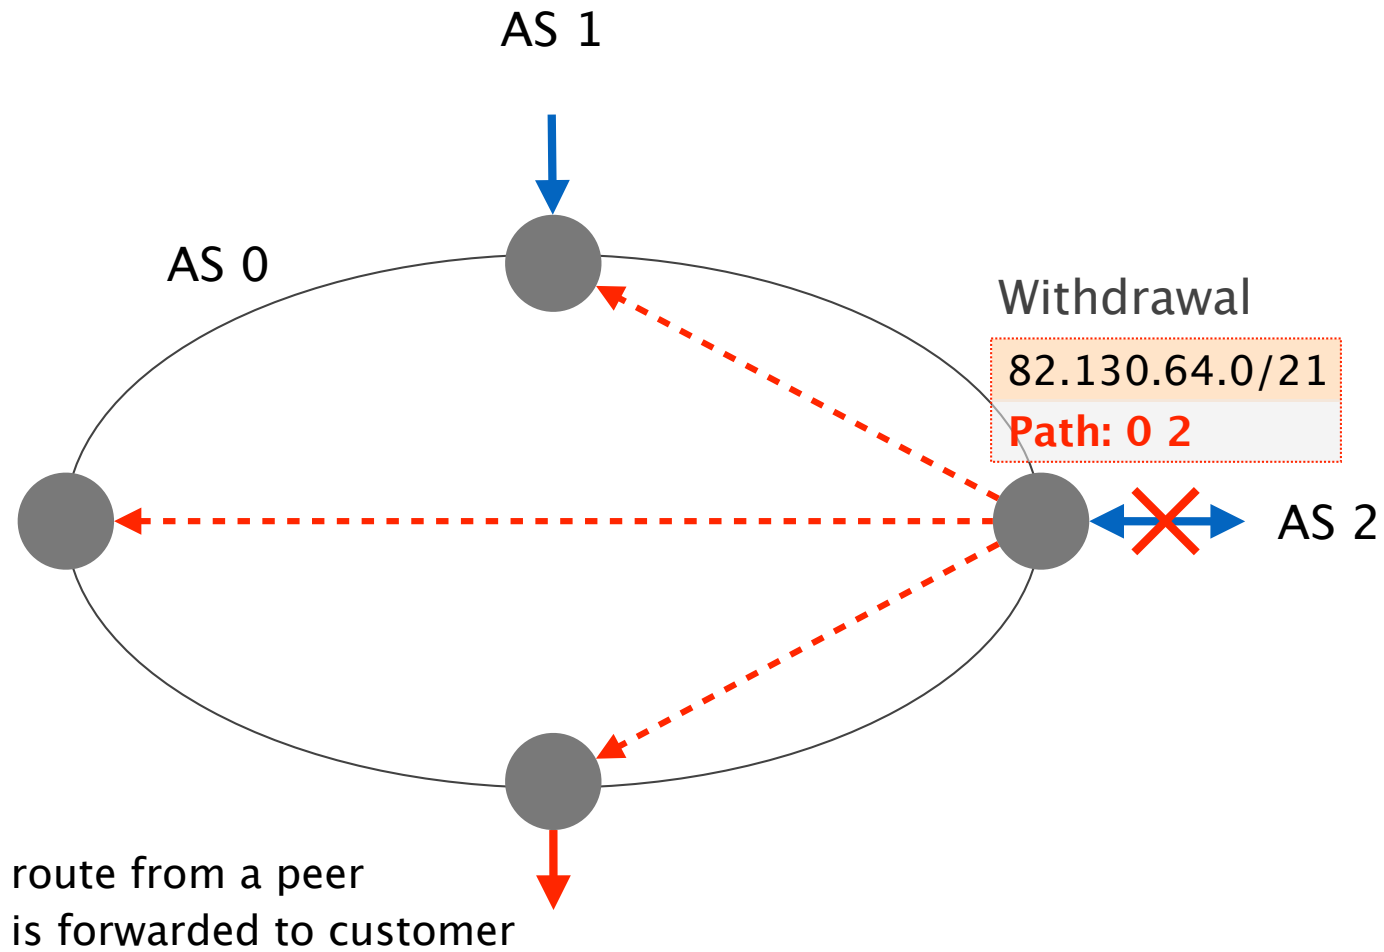 AS 1
AS 0
Withdrawal
82.130.64.0/21
Path: 0 2
AS 2
route from a peer
is forwarded to customer